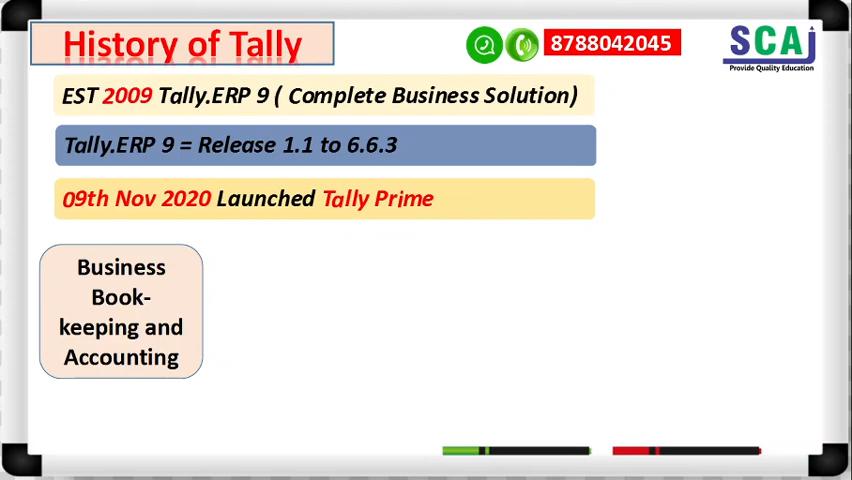 History of Tally
8788042045
SCAJ
Provide Quality Education
EST 2009 Tally.ERP 9 ( Complete Business Solution)
Tally.ERP 9 = Release 1.1 to 6.6.3
09th Nov 2020 Launched Tally Prime
Business
Book-
keeping and
Accounting